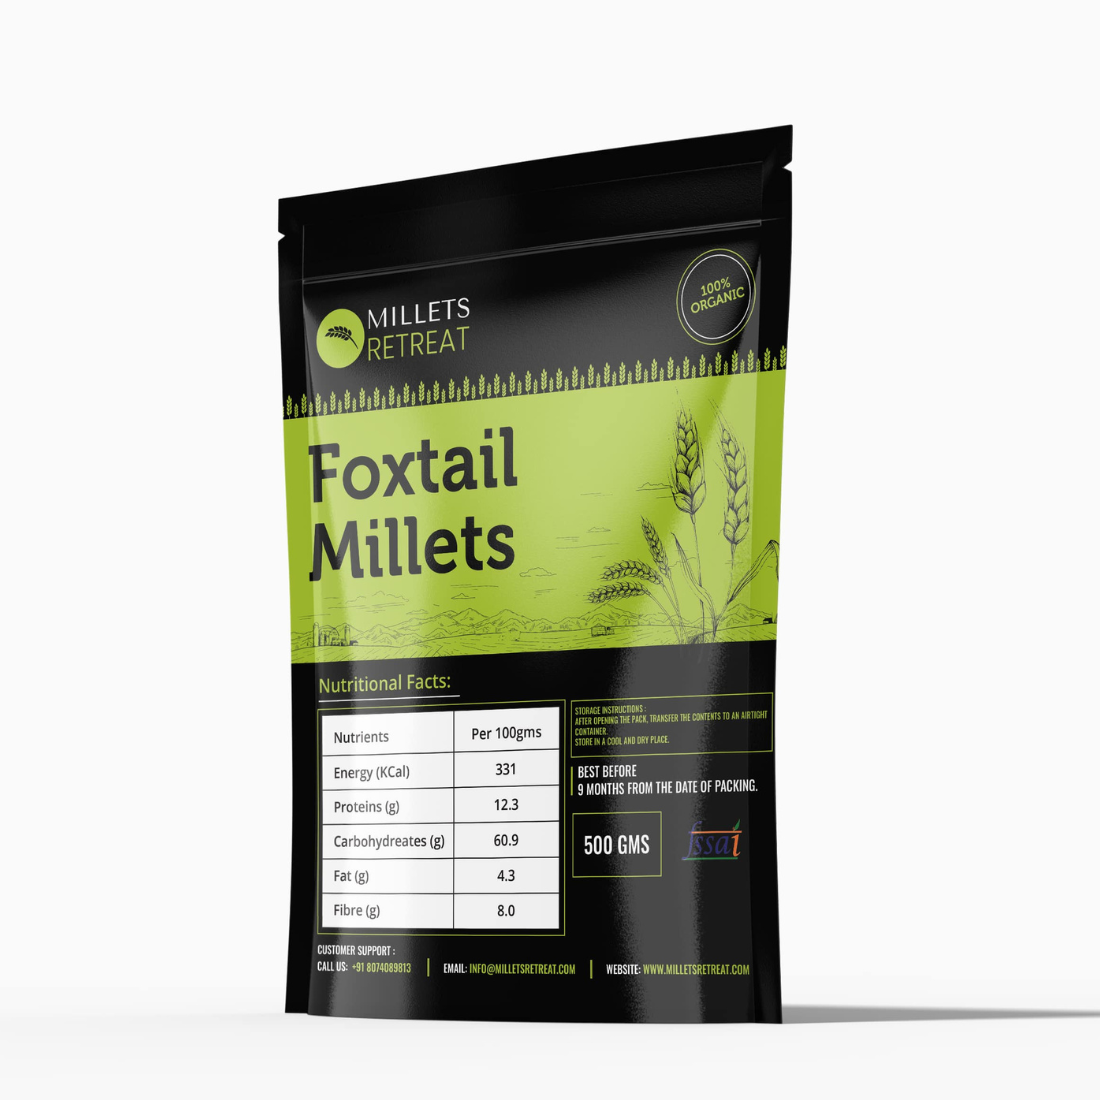 MILLETS
RETREAT
100%
ORGANIC
Foxtail
Millets
Nutritional Facts:
Nutrients Per 100gms
Energy (KCal) 331
Proteins (g) 12.3
Carbohydreates (g) 60.9
Fat (g) 4.3
Fibre (g) 8.0
STORAGE INSTRUCTIONS :
AFTER OPENING THE PACK, TRANSFER THE CONTENTS TO AN AIRTIGHT
CONTAINER.
STORE IN A COOL AND DRY PLACE.
BEST BEFORE
9 MONTHS FROM THE DATE OF PACKING.
500 GMS
fssai
CUSTOMER SUPPORT :
CALL US: +91 8074089813 EMAIL: INFO@MILLETSRETREAT.COM WEBSITE: WWW.MILLETSRETREAT.COM